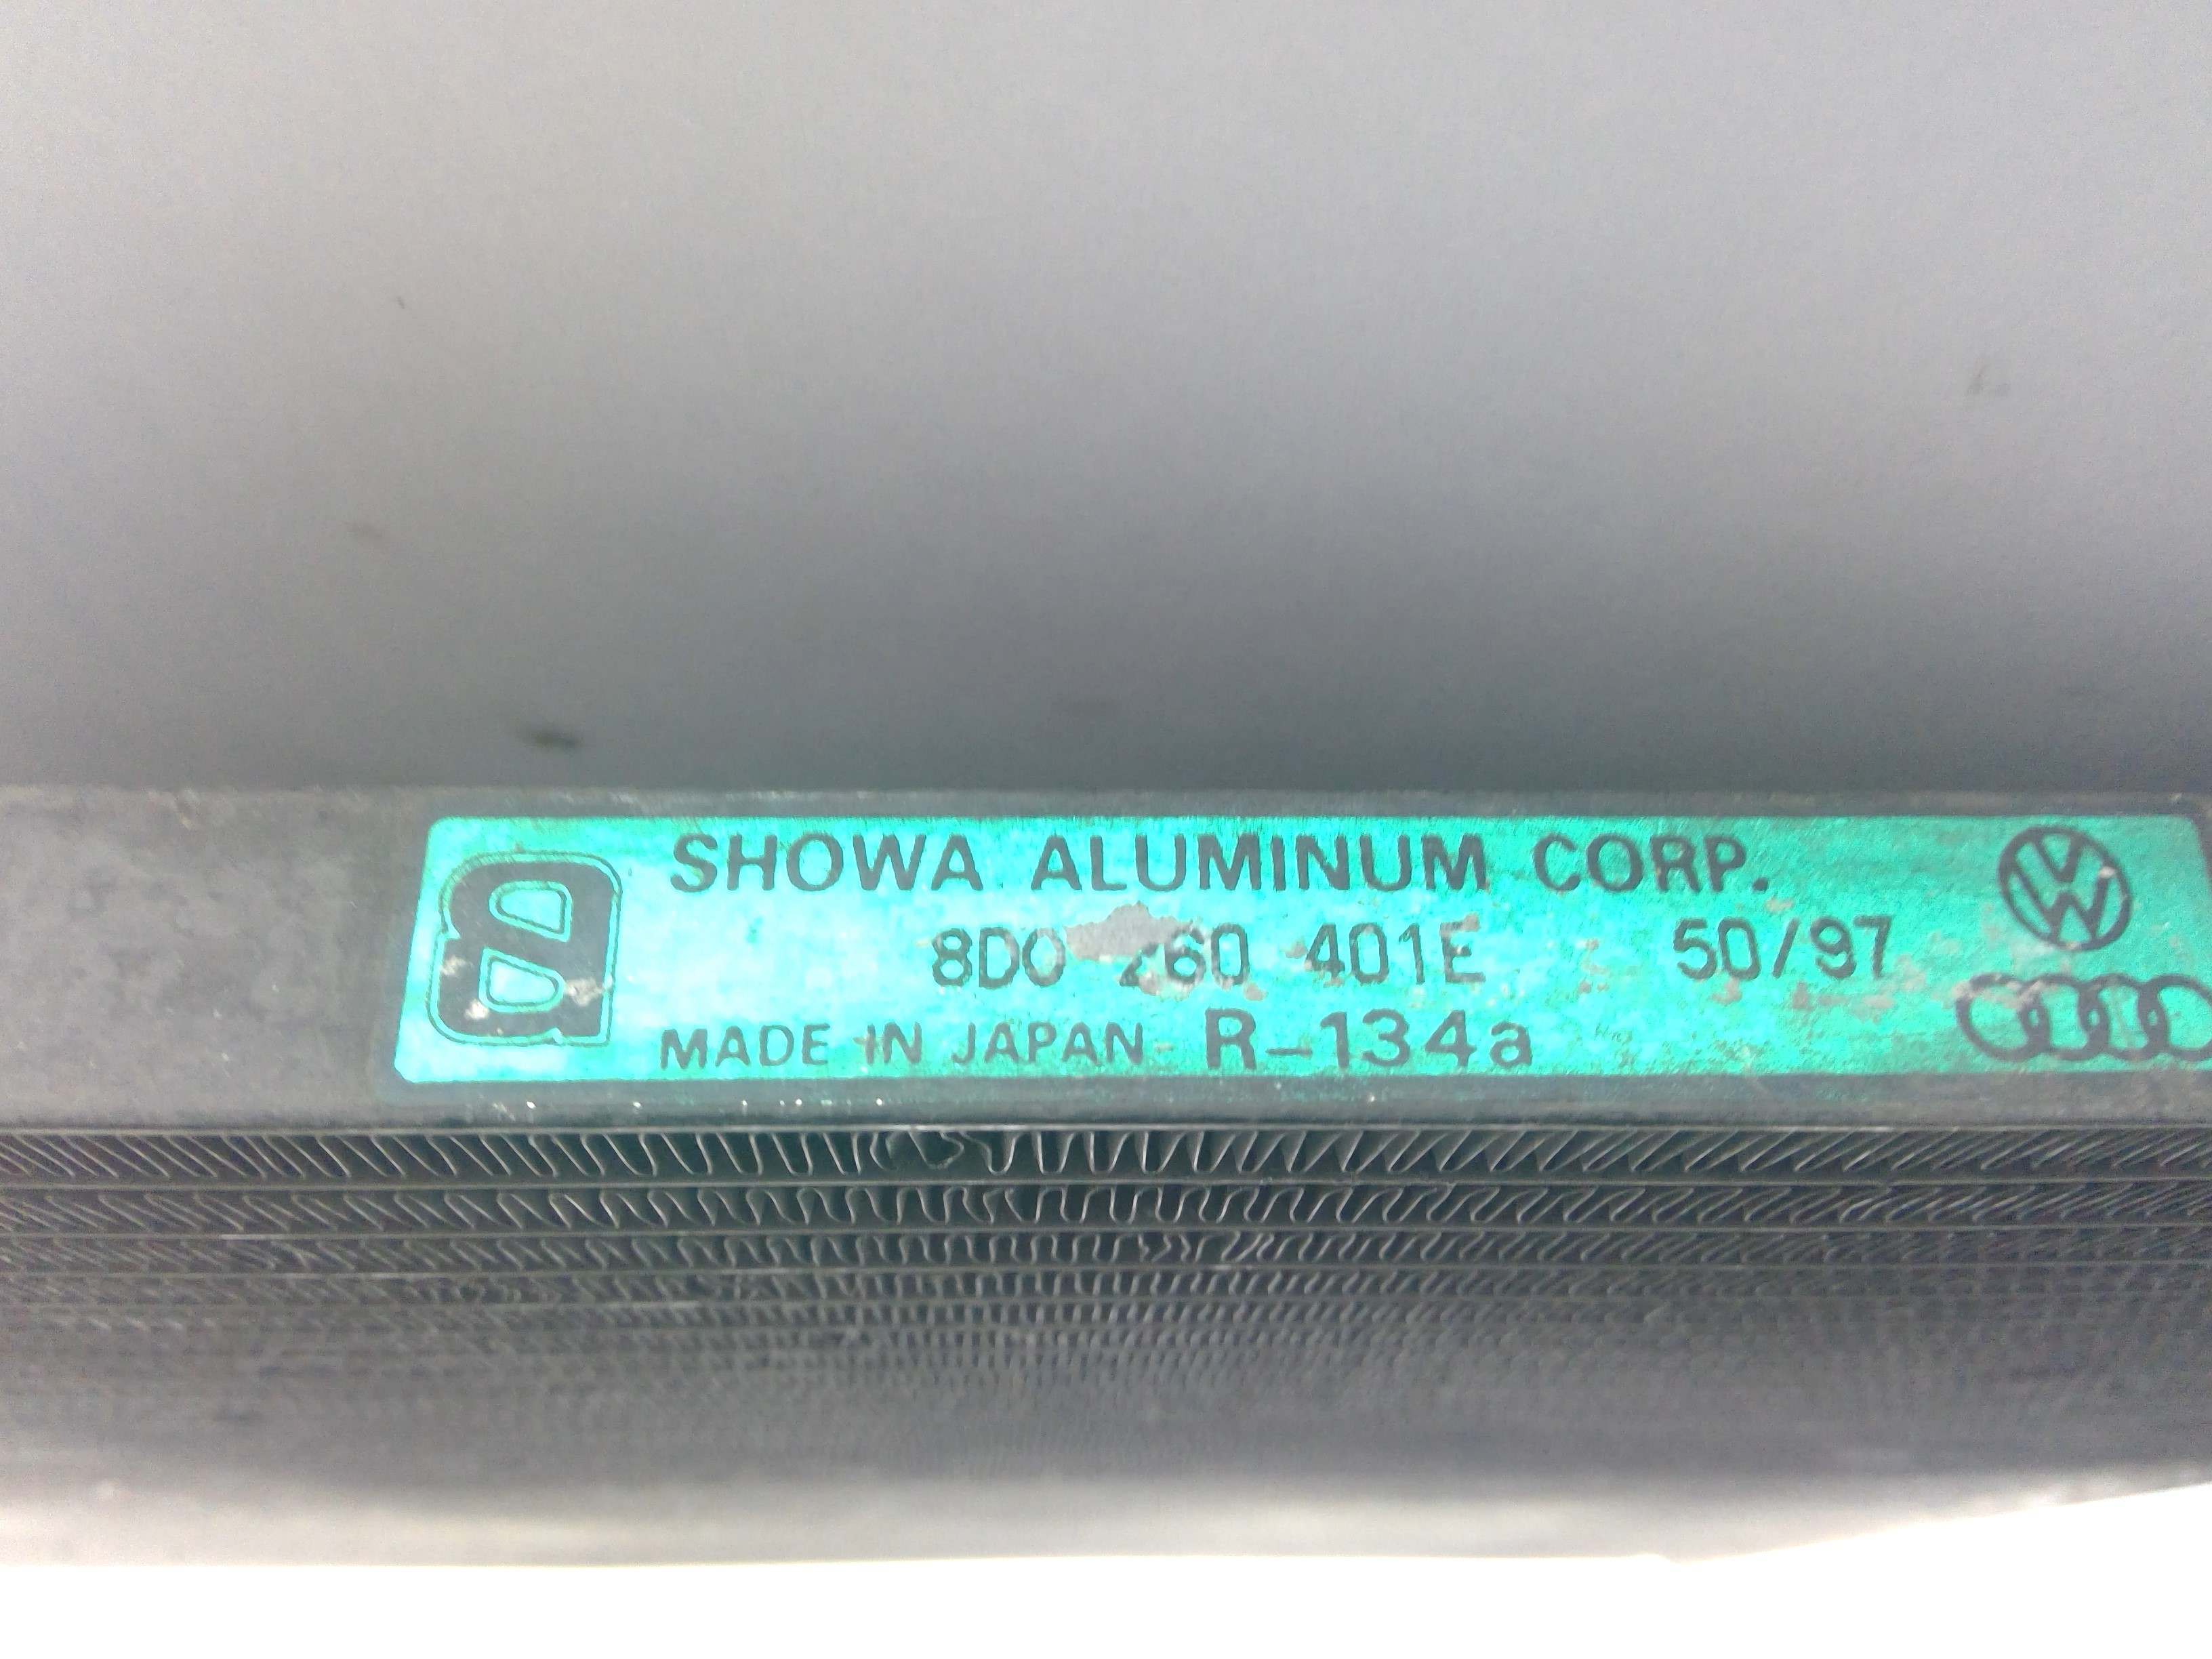 SHOWA ALUMINUM CORP.
8D0 260 401E 50/97
MADE IN JAPAN R-134a